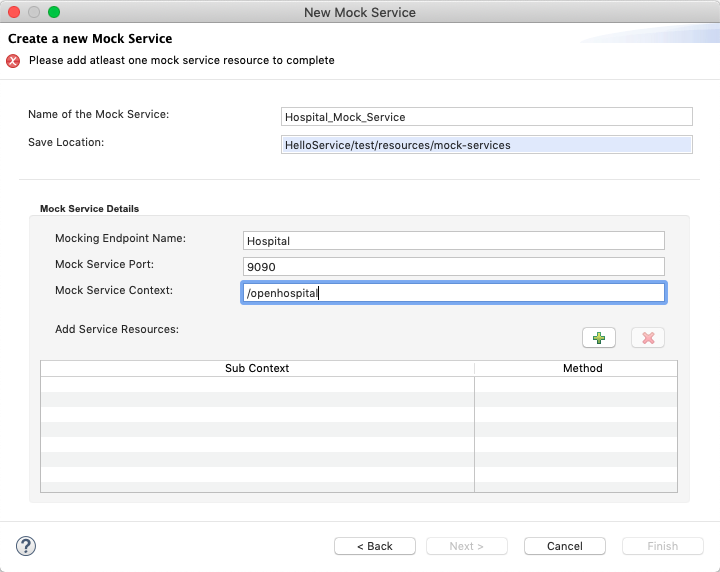 New Mock Service
Create a new Mock Service
Please add atleast one mock service resource to complete
Name of the Mock Service: Hospital_Mock_Service
Save Location: HelloService/test/resources/mock-services
Mock Service Details
Mocking Endpoint Name: Hospital
Mock Service Port: 9090
Mock Service Context: /openhospital
Add Service Resources:
Sub Context Method
? < Back Next > Cancel Finish